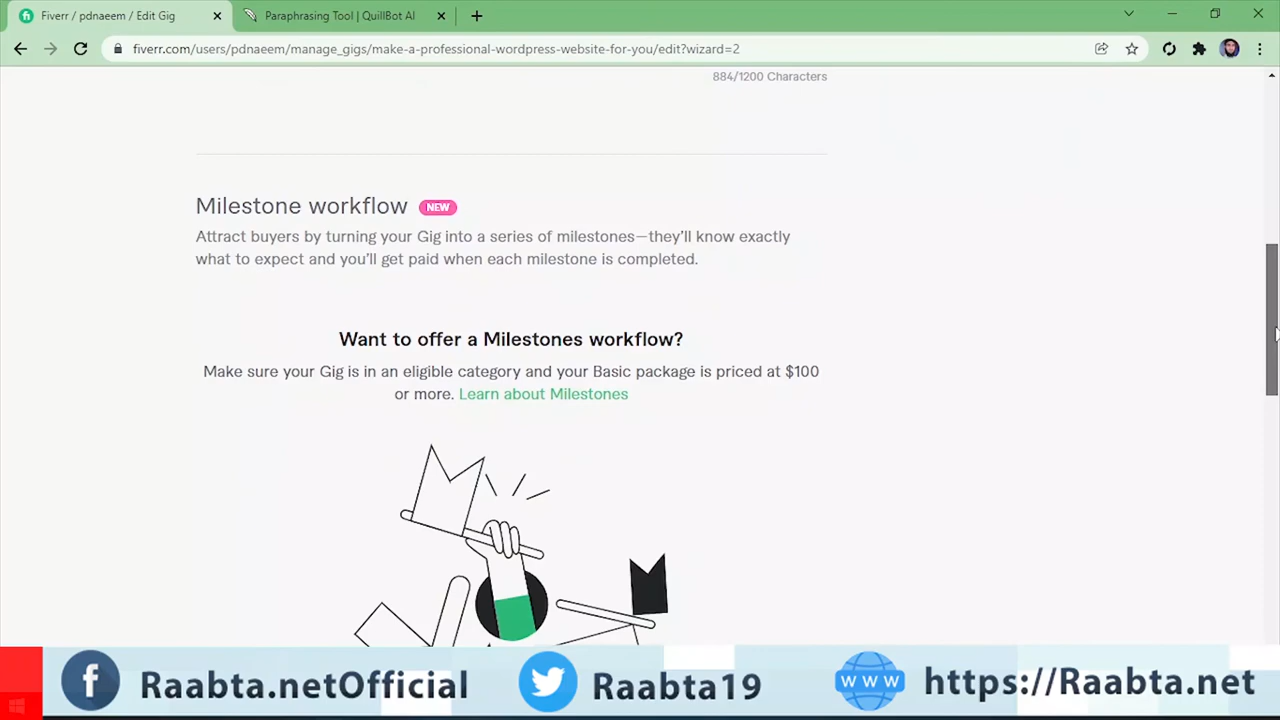 Fiverr / pdnaeem / Edit Gig
Paraphrasing Tool | QuillBot AI
fiverr.com/users/pdnaeem/manage_gigs/make-a-professional-wordpress-website-for-you/edit?wizard=2
884/1200 Characters
Milestone workflow NEW
Attract buyers by turning your Gig into a series of milestones—they'll know exactly
what to expect and you'll get paid when each milestone is completed.
Want to offer a Milestones workflow?
Make sure your Gig is in an eligible category and your Basic package is priced at $100
or more. Learn about Milestones
Raabta.netOfficial
Raabta19
WWW
https://Raabta.net